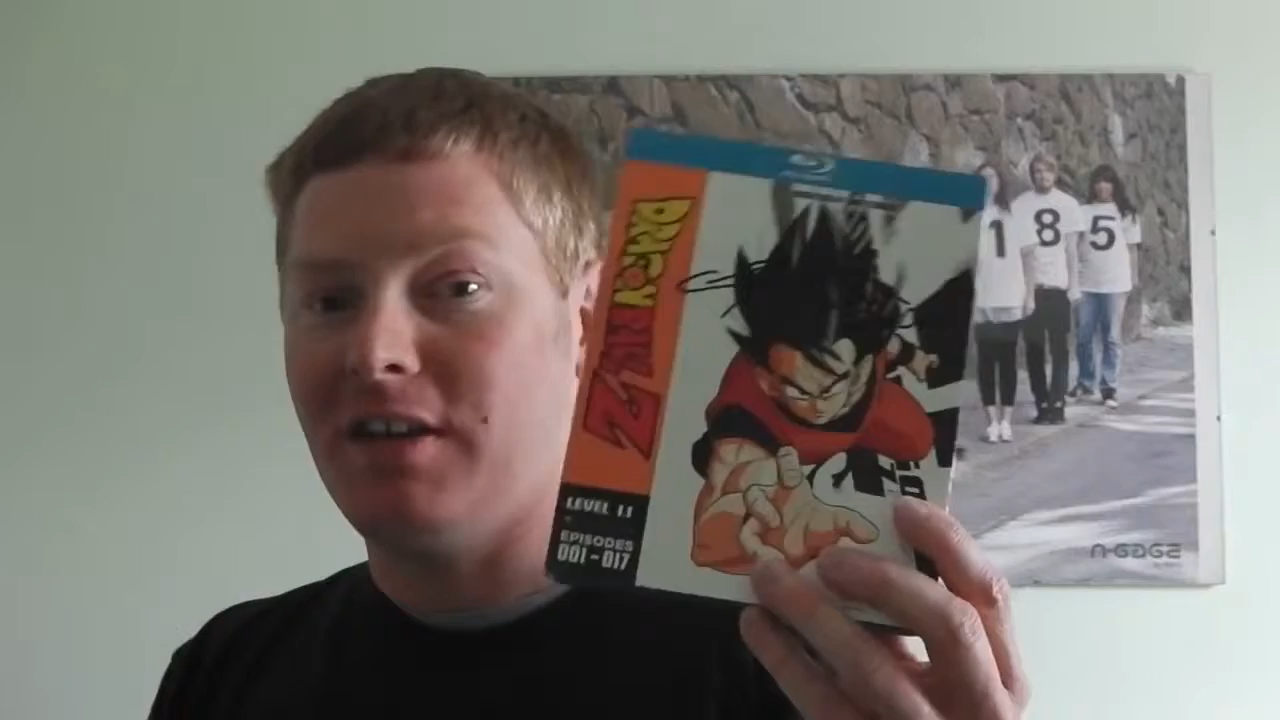 DRAGON BALL Z
LEVEL 1.1
EPISODES
001-017
1
8
5
N-GAGE